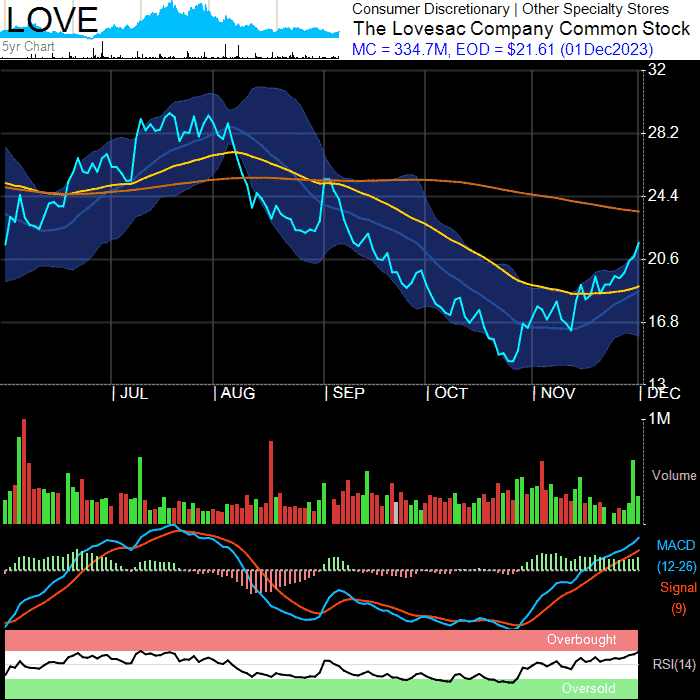 LOVE
5yr Chart
Consumer Discretionary | Other Specialty Stores
The Lovesac Company Common Stock
MC = 334.7M, EOD = $21.61 (01Dec2023)
32
28.2
24.4
20.6
16.8
13
| JUL | AUG | SEP | OCT | NOV | DEC
1M
Volume
MACD
(12-26)
Signal
(9)
Overbought
RSI(14)
Oversold